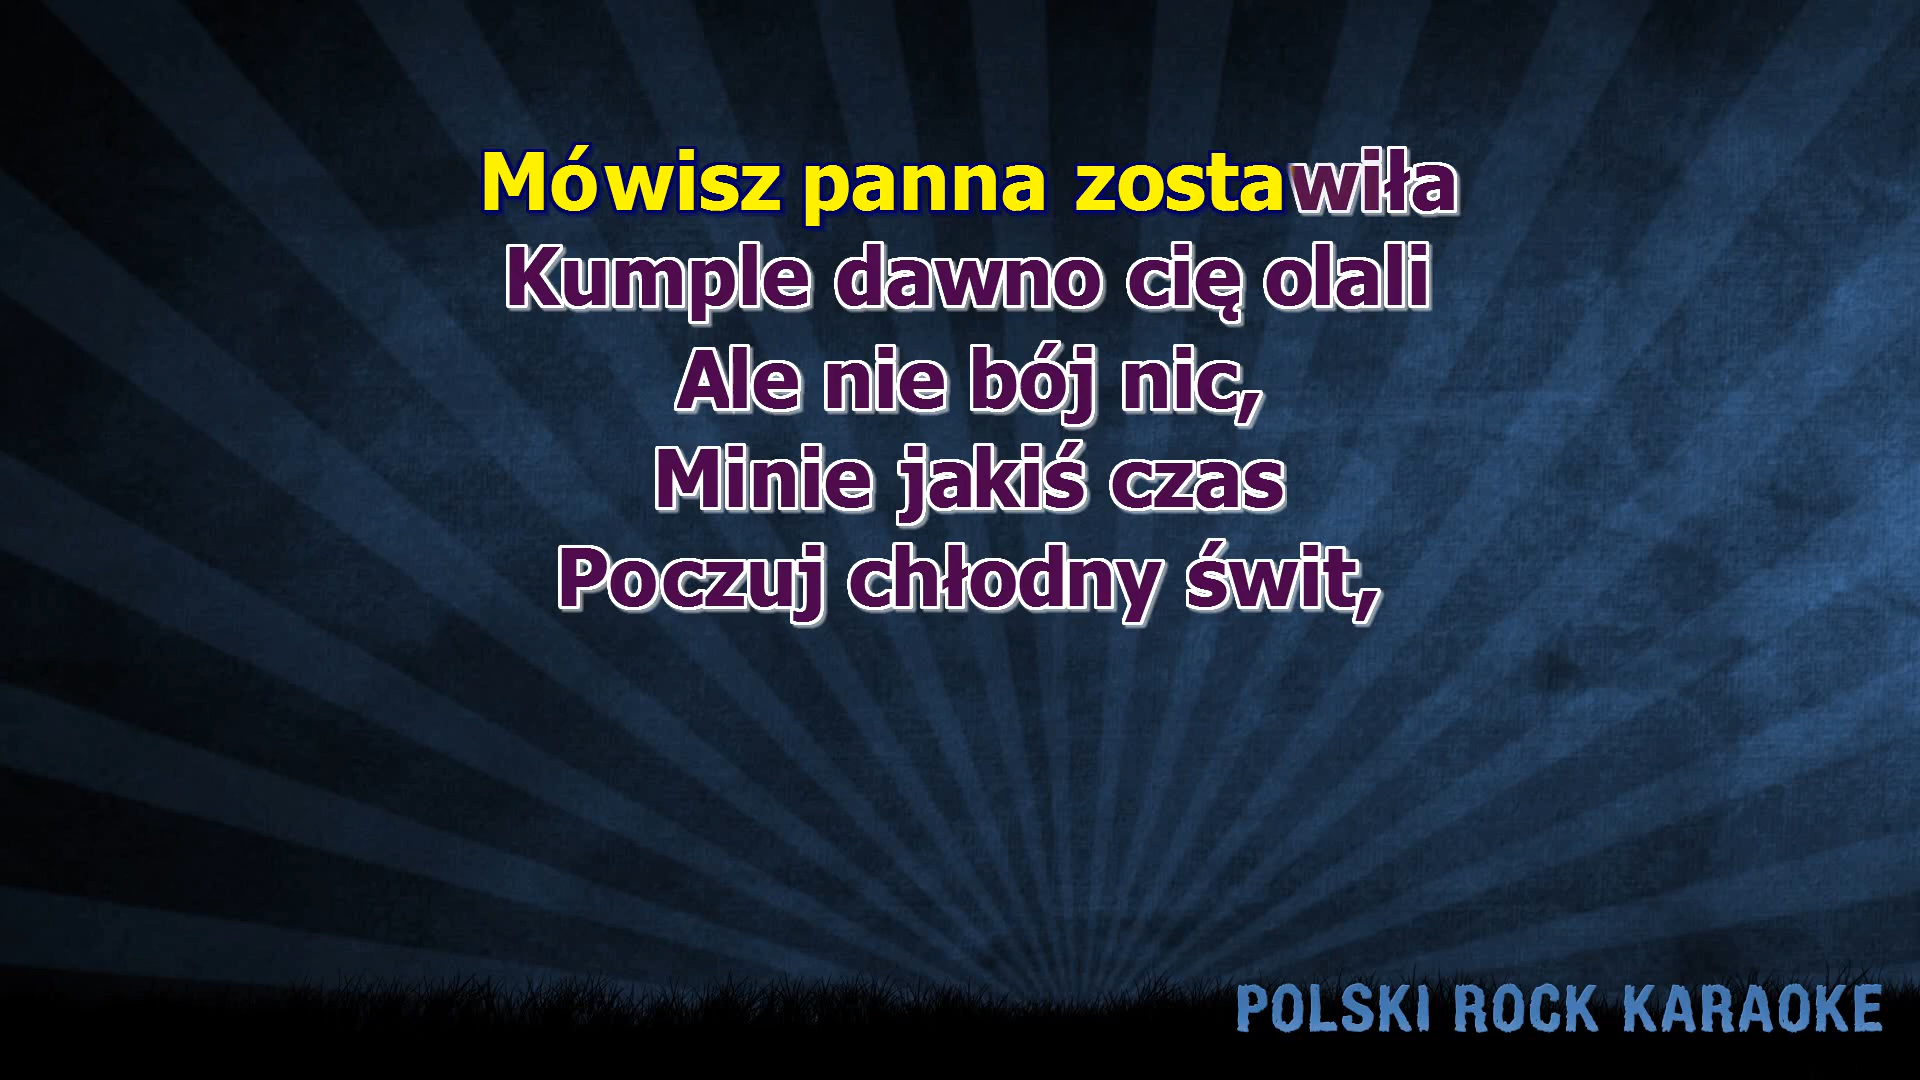 Mówisz panna zostawiła
Kumple dawno cię olali
Ale nie bój nic,
Minie jakiś czas
Poczuj chłodny świt,
POLSKI ROCK KARAOKE